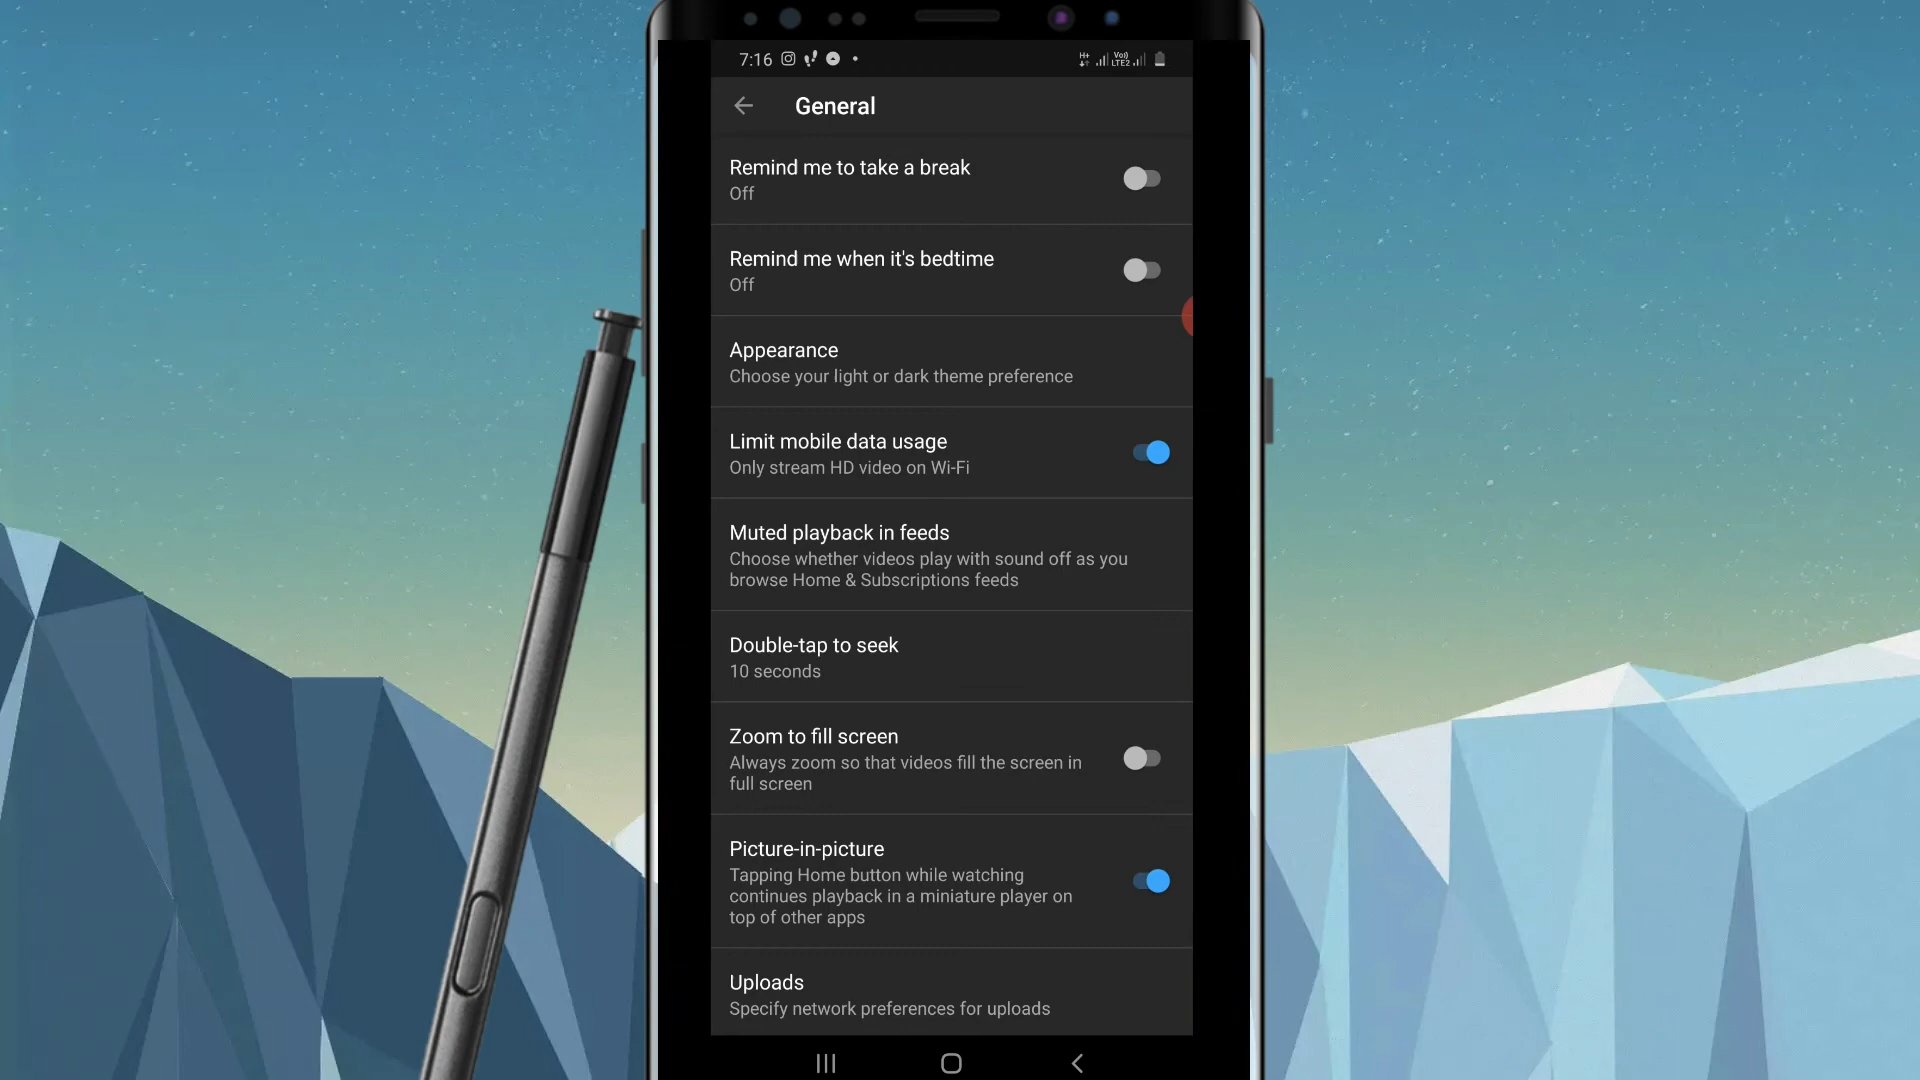 7:16
H+
Vo))
LTE2
General
Remind me to take a break
Off
Remind me when it's bedtime
Off
Appearance
Choose your light or dark theme preference
Limit mobile data usage
Only stream HD video on Wi-Fi
Muted playback in feeds
Choose whether videos play with sound off as you
browse Home & Subscriptions feeds
Double-tap to seek
10 seconds
Zoom to fill screen
Always zoom so that videos fill the screen in
full screen
Picture-in-picture
Tapping Home button while watching
continues playback in a miniature player on
top of other apps
Uploads
Specify network preferences for uploads